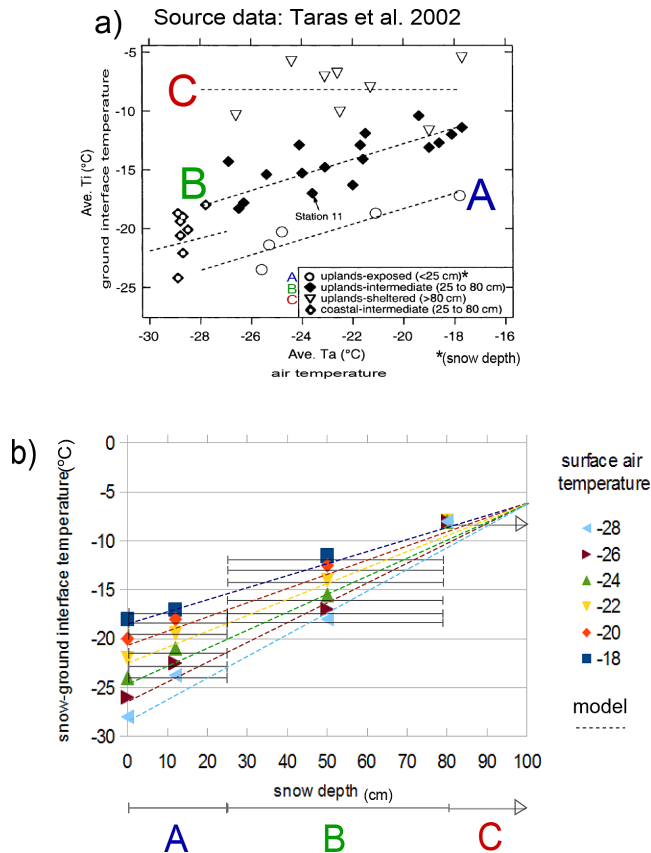 Source data: Taras et al. 2002
a)
-5
-10
-15
-20
-25
Ave. Ti (°C)
ground interface temperature
C
B
A
Station 11
A ○ uplands-exposed (<25 cm)*
B ◆ uplands-intermediate (25 to 80 cm)
C ▽ uplands-sheltered (>80 cm)
◇ coastal-intermediate (25 to 80 cm)
-30 -28 -26 -24 -22 -20 -18 -16
Ave. Ta (°C)
*(snow depth)
air temperature
b)
0
-5
-10
-15
-20
-25
-30
snow-ground interface temperature(°C)
0 10 20 30 40 50 60 70 80 90 100
snow depth (cm)
A B C
surface air
temperature
-28
-26
-24
-22
-20
-18
model